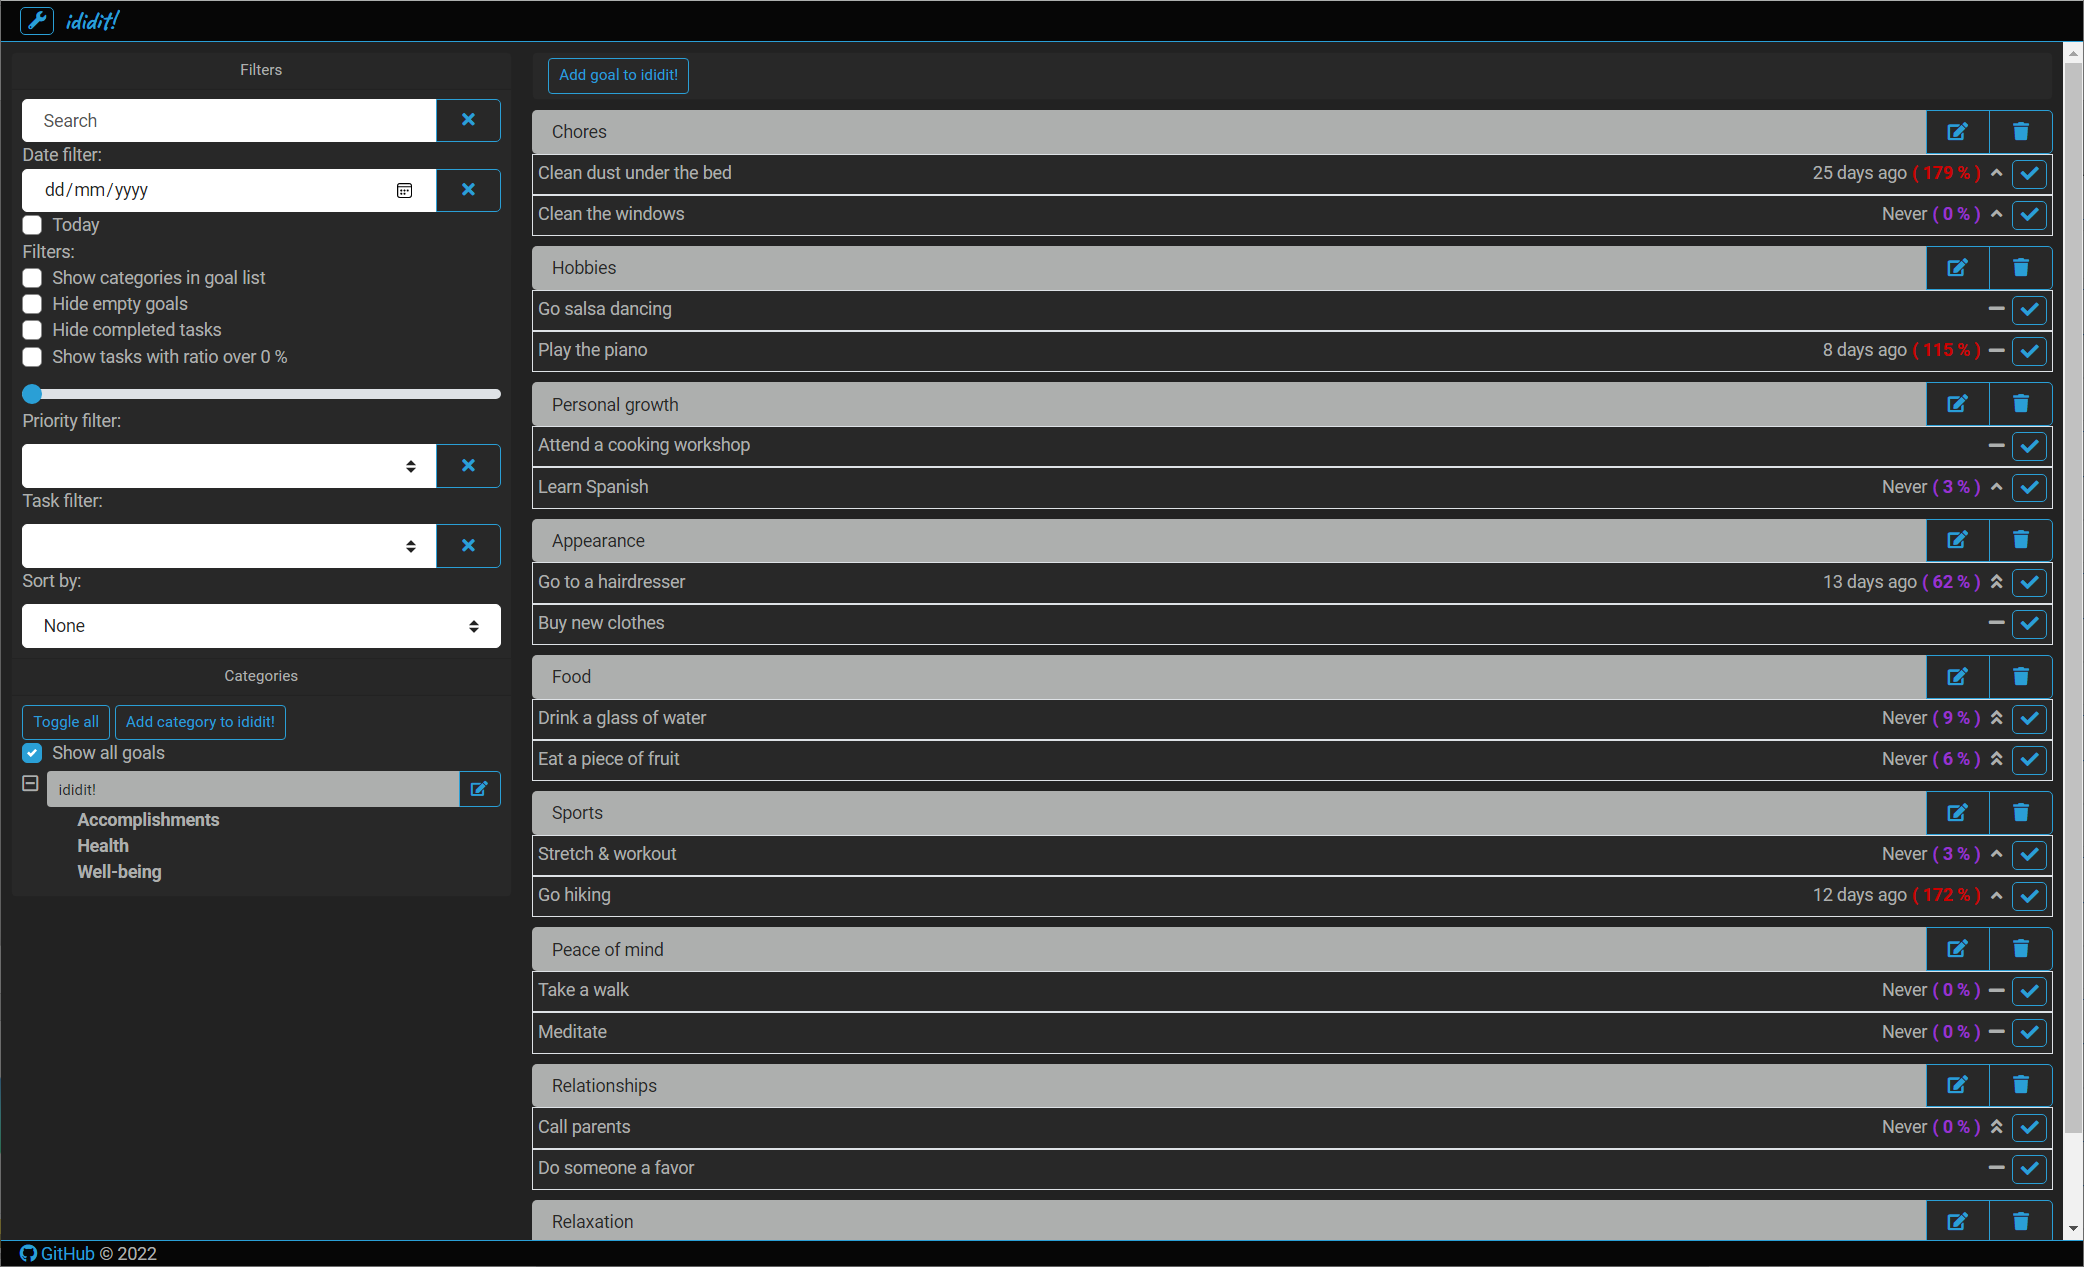 ididit!
Filters
Search
Date filter:
dd/mm/yyyy
Today
Filters:
Show categories in goal list
Hide empty goals
Hide completed tasks
Show tasks with ratio over 0 %
Priority filter:
Task filter:
Sort by:
None
Categories
Toggle all
Add category to ididit!
Show all goals
ididit!
Accomplishments
Health
Well-being
Add goal to ididit!
Chores
Clean dust under the bed 25 days ago ( 179 % )
Clean the windows Never ( 0 % )
Hobbies
Go salsa dancing
Play the piano 8 days ago ( 115 % )
Personal growth
Attend a cooking workshop
Learn Spanish Never ( 3 % )
Appearance
Go to a hairdresser 13 days ago ( 62 % )
Buy new clothes
Food
Drink a glass of water Never ( 9 % )
Eat a piece of fruit Never ( 6 % )
Sports
Stretch & workout Never ( 3 % )
Go hiking 12 days ago ( 172 % )
Peace of mind
Take a walk Never ( 0 % )
Meditate Never ( 0 % )
Relationships
Call parents Never ( 0 % )
Do someone a favor
Relaxation
GitHub © 2022